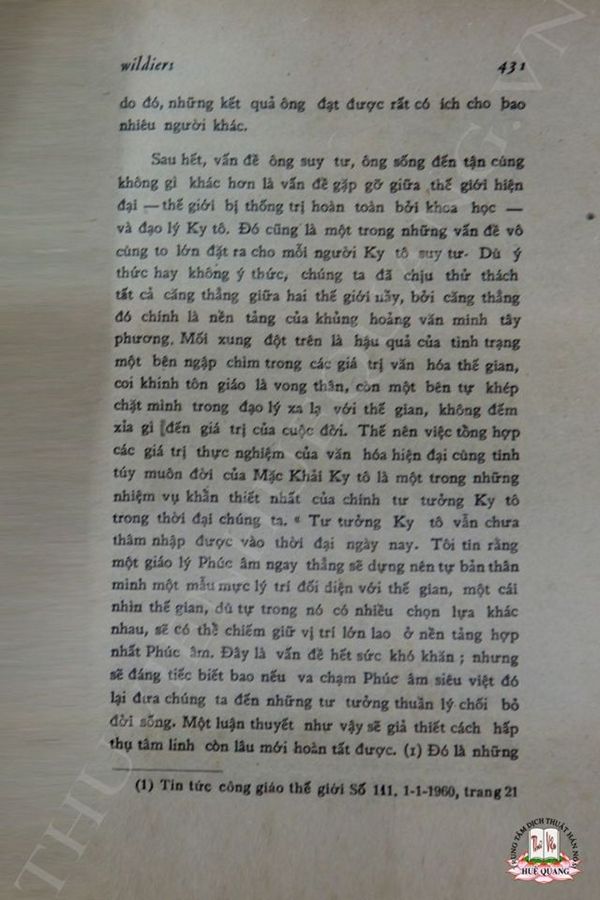 wildiers 431
do đó, những kết quả ông đạt được rất có ích cho bao
nhiêu người khác.
Sau hết, vấn đề ông suy tư, ông sống đến tận cùng
không gì khác hơn là vấn đề gặp gỡ giữa thế giới hiện
đại — thế giới bị thống trị hoàn toàn bởi khoa học —
và đạo lý Ky tô. Đó cũng là một trong những vấn đề vô
cùng to lớn đặt ra cho mỗi người Ky tô suy tư. Dù ý
thức hay không ý thức, chúng ta đã chịu thử thách
tất cả căng thẳng giữa hai thế giới nầy, bởi căng thẳng
đó chính là nền tảng của khủng hoảng văn minh tây
phương. Mối xung đột trên là hậu quả của tình trạng
một bên ngập chìm trong các giá trị văn hóa thế gian,
coi khinh tôn giáo là vong thân, còn một bên tự khép
chặt mình trong đạo lý xa lạ với thế gian, không đếm
xỉa gì đến giá trị của cuộc đời. Thế nên việc tổng hợp
các giá trị thực nghiệm của văn hóa hiện đại cùng tinh
túy muôn đời của Mặc Khải Ky tô là một trong những
nhiệm vụ khẩn thiết nhất của chính tư tưởng Ky tô
trong thời đại chúng ta. « Tư tưởng Ky tô vẫn chưa
thâm nhập được vào thời đại ngày nay. Tôi tin rằng
một giáo lý Phúc âm ngay thẳng sẽ dựng nên tự bản thân
mình một mẫu mực lý trí đối diện với thế gian, một cái
nhìn thế gian, dù tự trong nó có nhiều chọn lựa khác
nhau, sẽ có thể chiếm giữ vị trí lớn lao ở nền tảng hợp
nhất Phúc âm. Đây là vấn đề hết sức khó khăn ; nhưng
sẽ đáng tiếc biết bao nếu va chạm Phúc âm siêu việt đó
lại đưa chúng ta đến những tư tưởng thuần lý chối bỏ
đời sống. Một luận thuyết như vậy sẽ giả thiết cách hấp
thụ tâm linh còn lâu mới hoàn tất được. (1) Đó là những
(1) Tin tức công giáo thế giới Số 111, 1-1-1960, trang 21
TRUNG TÂM DỊCH THUẬT HÁN NÔM
HUỆ QUANG